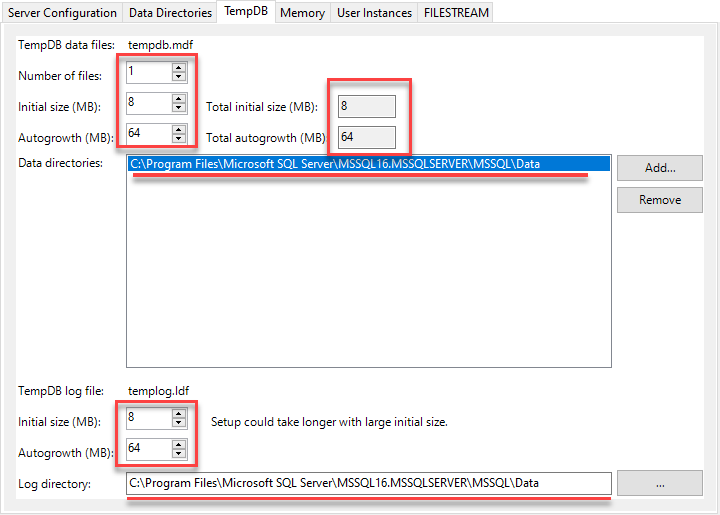 Server Configuration Data Directories TempDB Memory User Instances FILESTREAM
TempDB data files: tempdb.mdf
Number of files: 1
Initial size (MB): 8 Total initial size (MB): 8
Autogrowth (MB): 64 Total autogrowth (MB): 64
Data directories: C:\Program Files\Microsoft SQL Server\MSSQL16.MSSQLSERVER\MSSQL\Data Add...
Remove
TempDB log file: templog.ldf
Initial size (MB): 8 Setup could take longer with large initial size.
Autogrowth (MB): 64
Log directory: C:\Program Files\Microsoft SQL Server\MSSQL16.MSSQLSERVER\MSSQL\Data ...